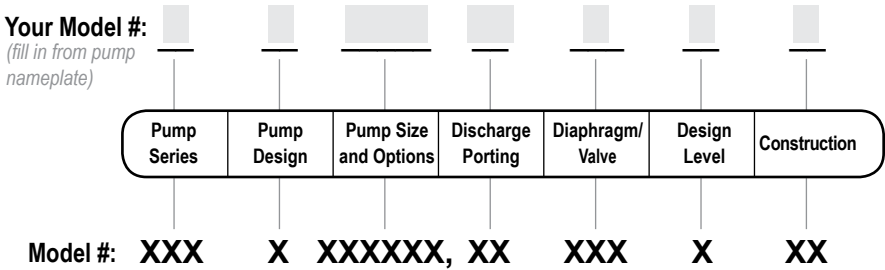 Your Model #:
(fill in from pump
nameplate)
Pump Series
Pump Design
Pump Size and Options
Discharge Porting
Diaphragm/ Valve
Design Level
Construction
Model #: XXX X XXXXXX, XX XXX X XX